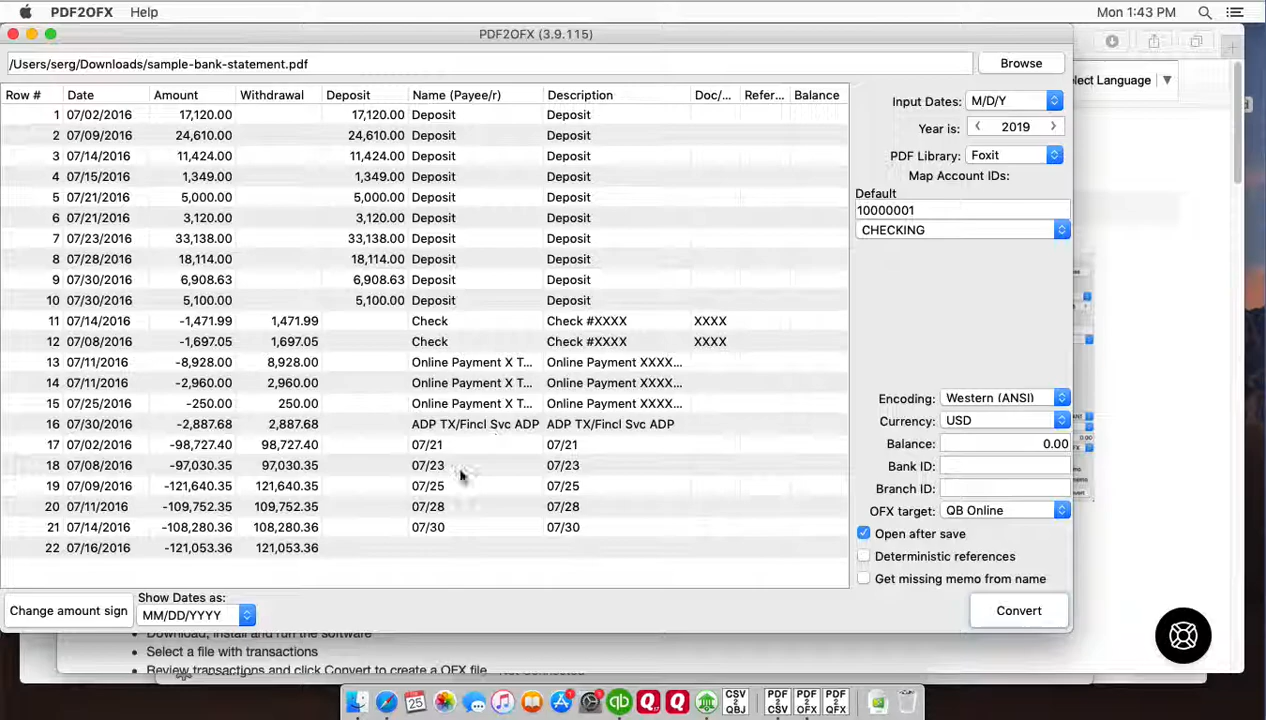 PDF2OFX Help Mon 1:43 PM
PDF2OFX (3.9.115)
/Users/serg/Downloads/sample-bank-statement.pdf Browse
elect Language ▼
Row # Date Amount Withdrawal Deposit Name (Payee/r) Description Doc/... Refer... Balance
1 07/02/2016 17,120.00 17,120.00 Deposit Deposit
2 07/09/2016 24,610.00 24,610.00 Deposit Deposit
3 07/14/2016 11,424.00 11,424.00 Deposit Deposit
4 07/15/2016 1,349.00 1,349.00 Deposit Deposit
5 07/21/2016 5,000.00 5,000.00 Deposit Deposit
6 07/21/2016 3,120.00 3,120.00 Deposit Deposit
7 07/23/2016 33,138.00 33,138.00 Deposit Deposit
8 07/28/2016 18,114.00 18,114.00 Deposit Deposit
9 07/30/2016 6,908.63 6,908.63 Deposit Deposit
10 07/30/2016 5,100.00 5,100.00 Deposit Deposit
11 07/14/2016 -1,471.99 1,471.99 Check Check #XXXX XXXX
12 07/08/2016 -1,697.05 1,697.05 Check Check #XXXX XXXX
13 07/11/2016 -8,928.00 8,928.00 Online Payment X T... Online Payment XXXX...
14 07/11/2016 -2,960.00 2,960.00 Online Payment X T... Online Payment XXXX...
15 07/25/2016 -250.00 250.00 Online Payment X T... Online Payment XXXX...
16 07/30/2016 -2,887.68 2,887.68 ADP TX/Fincl Svc ADP ADP TX/Fincl Svc ADP
17 07/02/2016 -98,727.40 98,727.40 07/21 07/21
18 07/08/2016 -97,030.35 97,030.35 07/23 07/23
19 07/09/2016 -121,640.35 121,640.35 07/25 07/25
20 07/11/2016 -109,752.35 109,752.35 07/28 07/28
21 07/14/2016 -108,280.36 108,280.36 07/30 07/30
22 07/16/2016 -121,053.36 121,053.36
Input Dates: M/D/Y
Year is: 2019
PDF Library: Foxit
Map Account IDs:
Default
10000001
CHECKING
Encoding: Western (ANSI)
Currency: USD
Balance: 0.00
Bank ID:
Branch ID:
OFX target: QB Online
Open after save
Deterministic references
Get missing memo from name
Change amount sign
Show Dates as:
MM/DD/YYYY
Convert
Download, install and run the software
Select a file with transactions
Review transactions and click Convert to create a OFX file
Not Connected
25
CSV 2 QBJ
PDF 2 CSV
PDF 2 OFX
PDF 2 OFX